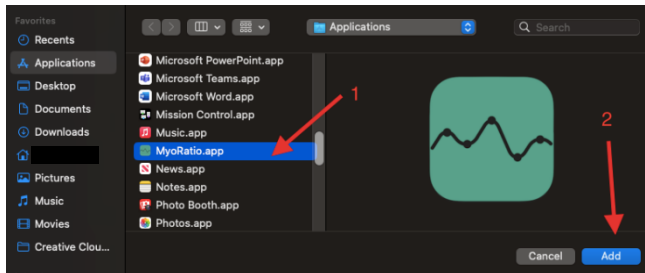 Favorites
Recents
Applications
Desktop
Documents
Downloads
Pictures
Music
Movies
Creative Clou...
Applications
Search
Microsoft PowerPoint.app
Microsoft Teams.app
Microsoft Word.app
Mission Control.app
Music.app
MyoRatio.app
News.app
Notes.app
Photo Booth.app
Photos.app
1
2
Cancel
Add